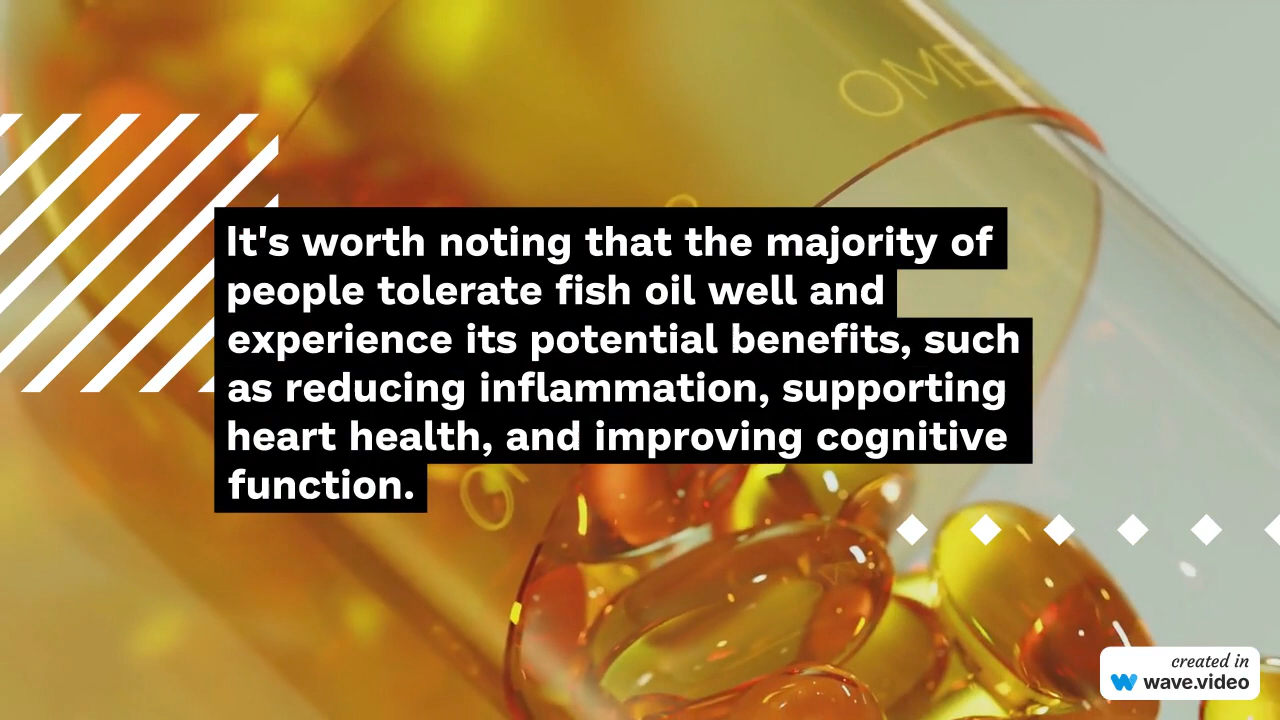 OME
It's worth noting that the majority of
people tolerate fish oil well and
experience its potential benefits, such
as reducing inflammation, supporting
heart health, and improving cognitive
function.
created in
wave.video